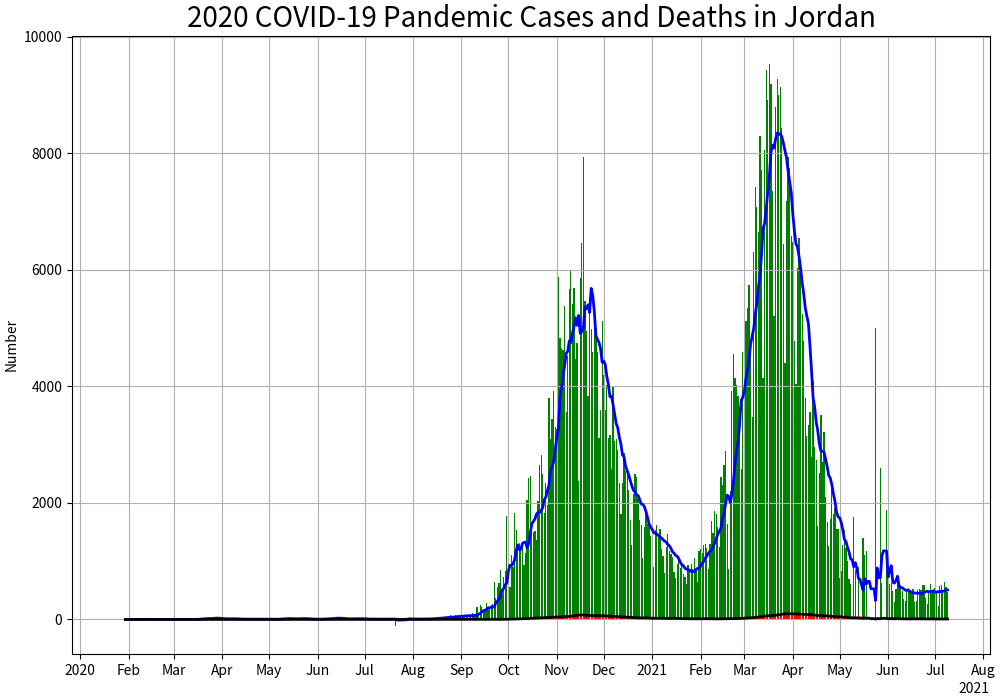 2020 COVID-19 Pandemic Cases and Deaths in Jordan
10000
8000
6000
4000
2000
0
Number
2020 Feb Mar Apr May Jun Jul Aug Sep Oct Nov Dec 2021 Feb Mar Apr May Jun Jul Aug
2021